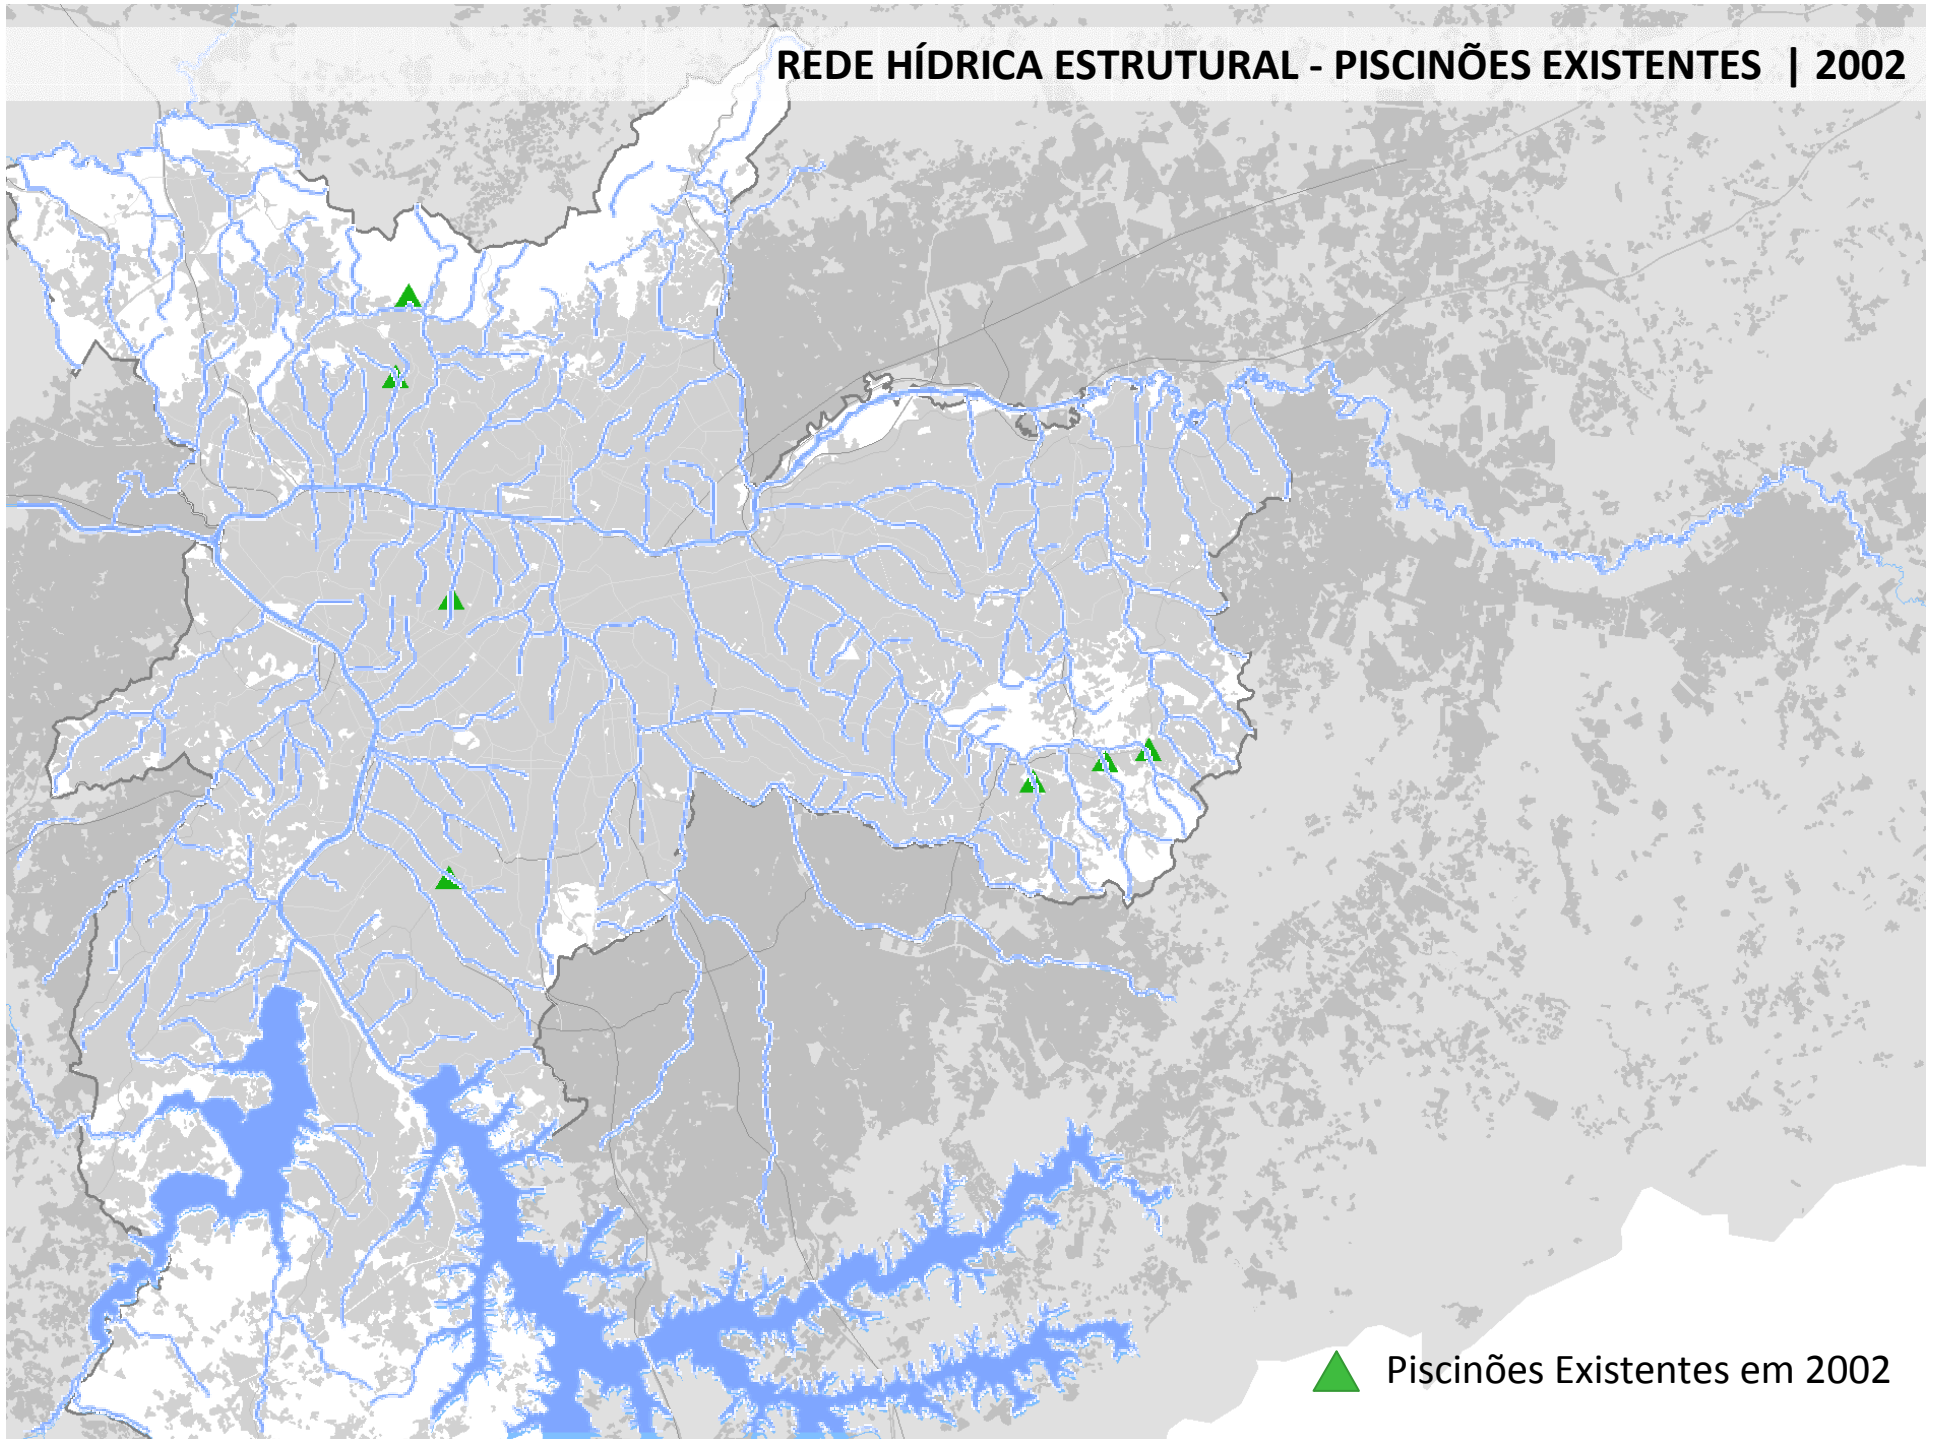 REDE HÍDRICA ESTRUTURAL - PISCINÕES EXISTENTES | 2002
Piscinões Existentes em 2002